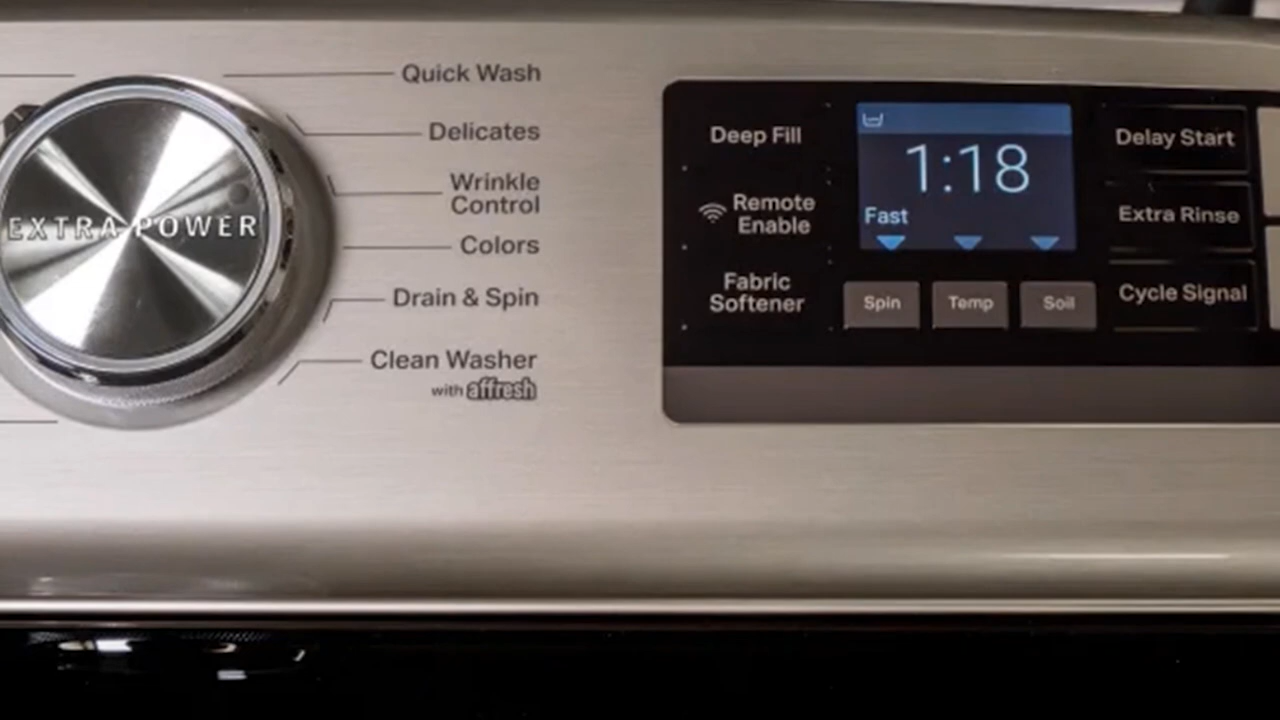 EXTRA POWER
Quick Wash
Delicates
Wrinkle
Control
Colors
Drain & Spin
Clean Washer
with affresh
Deep Fill
Remote
Enable
Fabric
Softener
1:18
Fast
Spin
Temp
Soil
Delay Start
Extra Rinse
Cycle Signal